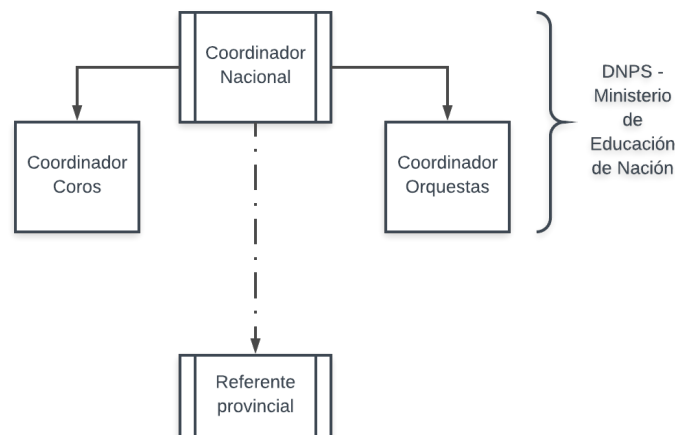 Coordinador
Nacional
DNPS -
Ministerio
de
Educación
de Nación
Coordinador
Coros
Coordinador
Orquestas
Referente
provincial